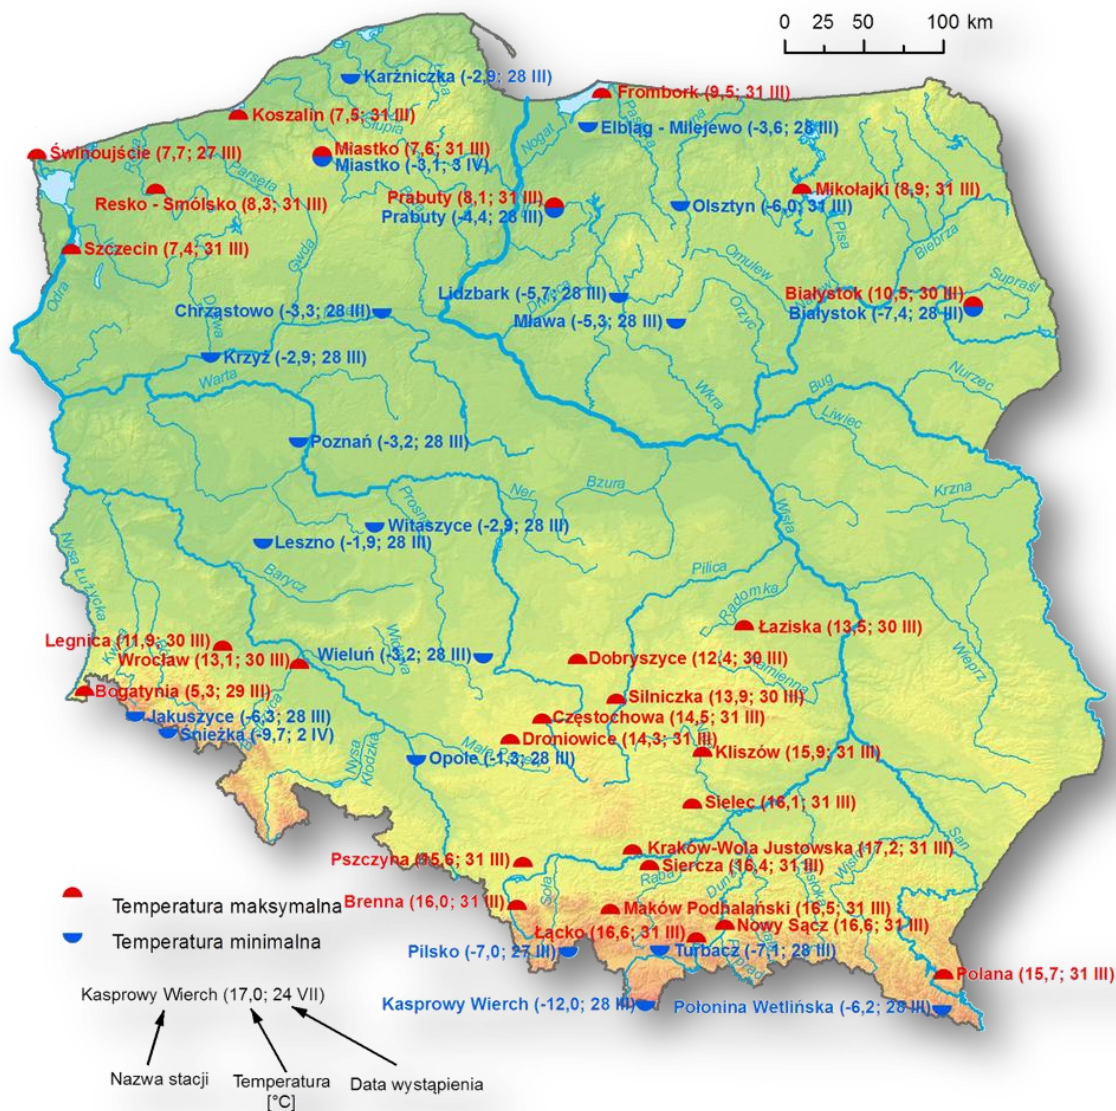 0 25 50 100 km
Karżniczka (-2,9; 28 III)
Frombork (9,5; 31 III)
Koszalin (7,5; 31 III)
Słupia
Pasłęka
Elbląg - Milejewo (-3,6; 28 III)
Nogat
Świnoujście (7,7; 27 III)
Miastko (7,6; 31 III)
Miastko (-3,1; 3 IV)
Rega
Parsęta
Resko - Smólsko (8,3; 31 III)
Prabuty (8,1; 31 III)
Prabuty (-4,4; 28 III)
Olsztyn (-6,0; 31 III)
Mikołajki (8,9; 31 III)
Pisa
Biebrza
Szczecin (7,4; 31 III)
Gwda
Omulew
Supraśl
Odra
Drawa
Lidzbark (-5,7; 28 III)
Drwęca
Białystok (10,5; 30 III)
Białystok (-7,4; 28 III)
Narew
Chrząstowo (-3,3; 28 III)
Mława (-5,3; 28 III)
Orzyc
Krzyż (-2,9; 28 III)
Warta
Wkra
Bug
Nurzec
Liwiec
Poznań (-3,2; 28 III)
Prosna
Ner
Bzura
Krzna
Wisła
Witaszyce (-2,9; 28 III)
Leszno (-1,9; 28 III)
Nysa Łużycka
Barycz
Pilica
Radomka
Łaziska (13,5; 30 III)
Wieprz
Legnica (11,9; 30 III)
Kwisa
Wrocław (13,1; 30 III)
Widawa
Wieluń (-3,2; 28 III)
Dobryszyce (12,4; 30 III)
Kamienna
Bogatynia (5,3; 29 III)
Silniczka (13,9; 30 III)
Jakuszyce (-6,3; 28 III)
Śnieżka (-9,7; 2 IV)
Częstochowa (14,5; 31 III)
Droniowice (14,3; 31 III)
Kliszów (15,9; 31 III)
Nysa
Kłodzka
Opole (-1,3; 28 III)
Mała Panew
Sielec (16,1; 31 III)
San
Kraków-Wola Justowska (17,2; 31 III)
Pszczyna (15,6; 31 III)
Siercza (16,4; 31 III)
Soła
Raba
Wisłoka
Wisłok
Temperatura maksymalna
Brenna (16,0; 31 III)
Maków Podhalański (16,5; 31 III)
Nowy Sącz (16,6; 31 III)
Łącko (16,6; 31 III)
Temperatura minimalna
Pilsko (-7,0; 27 III)
Turbacz (-7,1; 28 III)
Poprad
Polana (15,7; 31 III)
Kasprowy Wierch (17,0; 24 VII)
Kasprowy Wierch (-12,0; 28 III)
Połonina Wetlińska (-6,2; 28 III)
Nazwa stacji
Temperatura
[°C]
Data wystąpienia